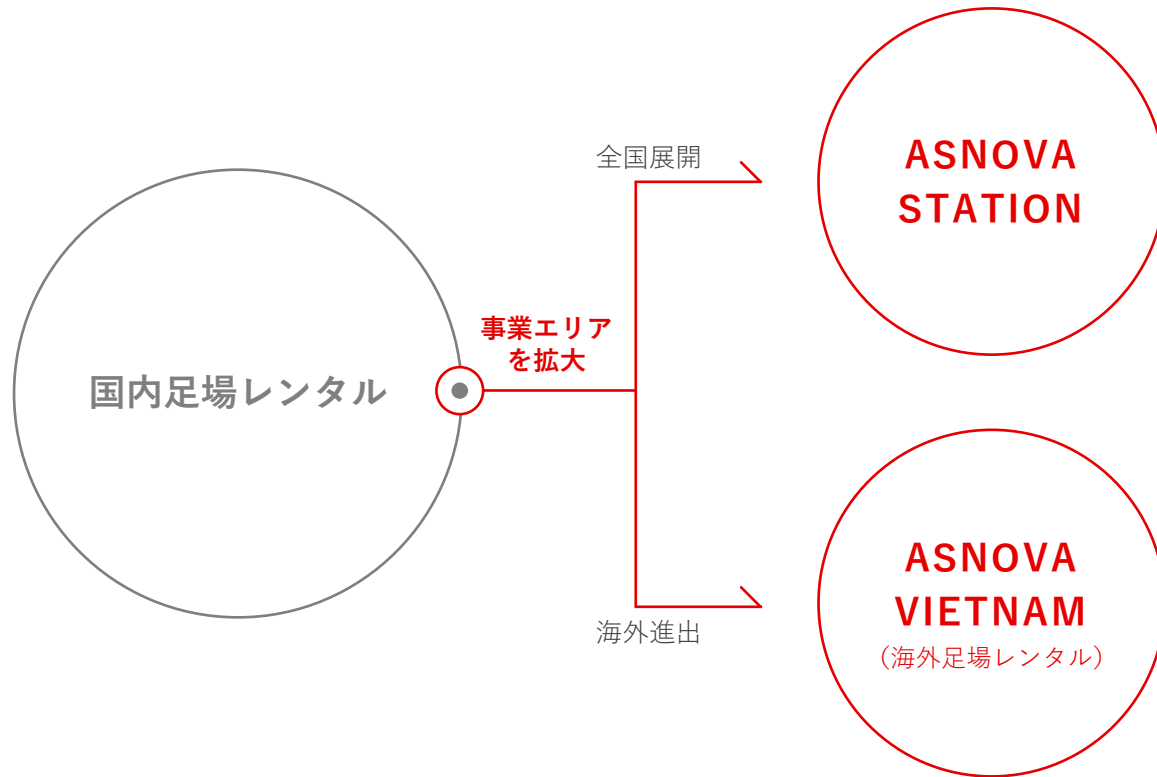 国内足場レンタル
事業エリア
を拡大
全国展開
ASNOVA
STATION
海外進出
ASNOVA
VIETNAM
（海外足場レンタル）